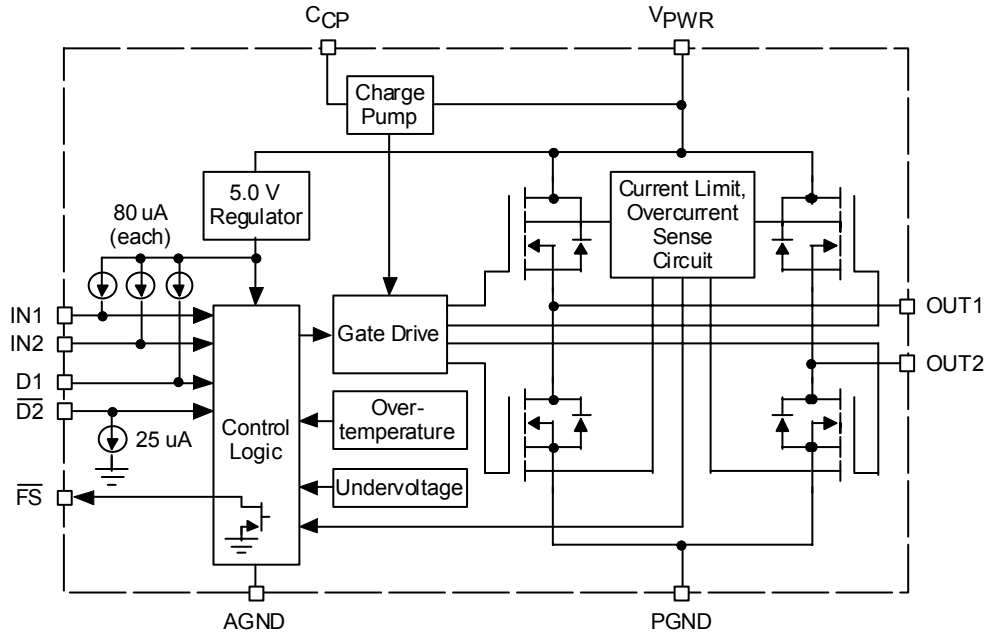 CCP
VPWR
Charge
Pump
5.0 V
Regulator
80 uA
(each)
Current Limit,
Overcurrent
Sense
Circuit
IN1
IN2
D1
D2
FS
25 uA
Control
Logic
Gate Drive
Over-
temperature
Undervoltage
OUT1
OUT2
AGND
PGND